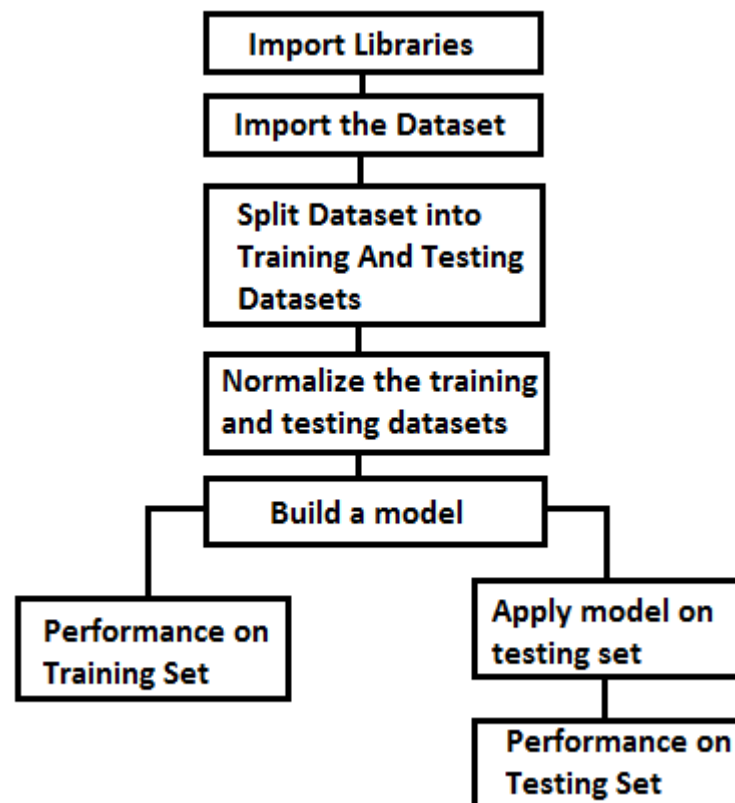 Import Libraries
Import the Dataset
Split Dataset into
Training And Testing
Datasets
Normalize the training
and testing datasets
Build a model
Performance on
Training Set
Apply model on
testing set
Performance on
Testing Set